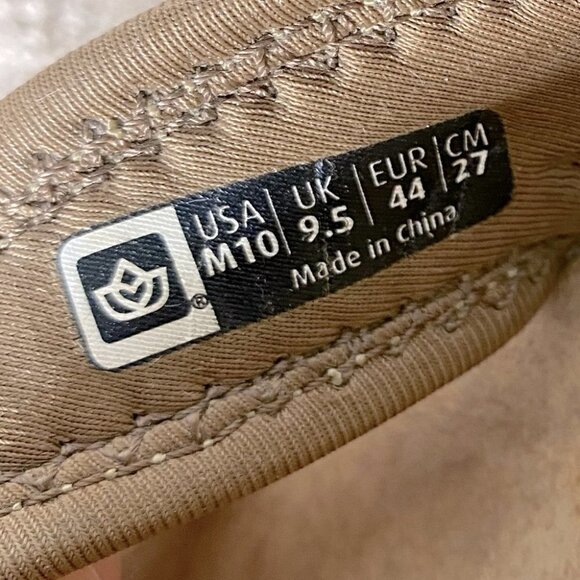 USA | UK | EUR | CM
M10 | 9.5 | 44 | 27
® Made in China